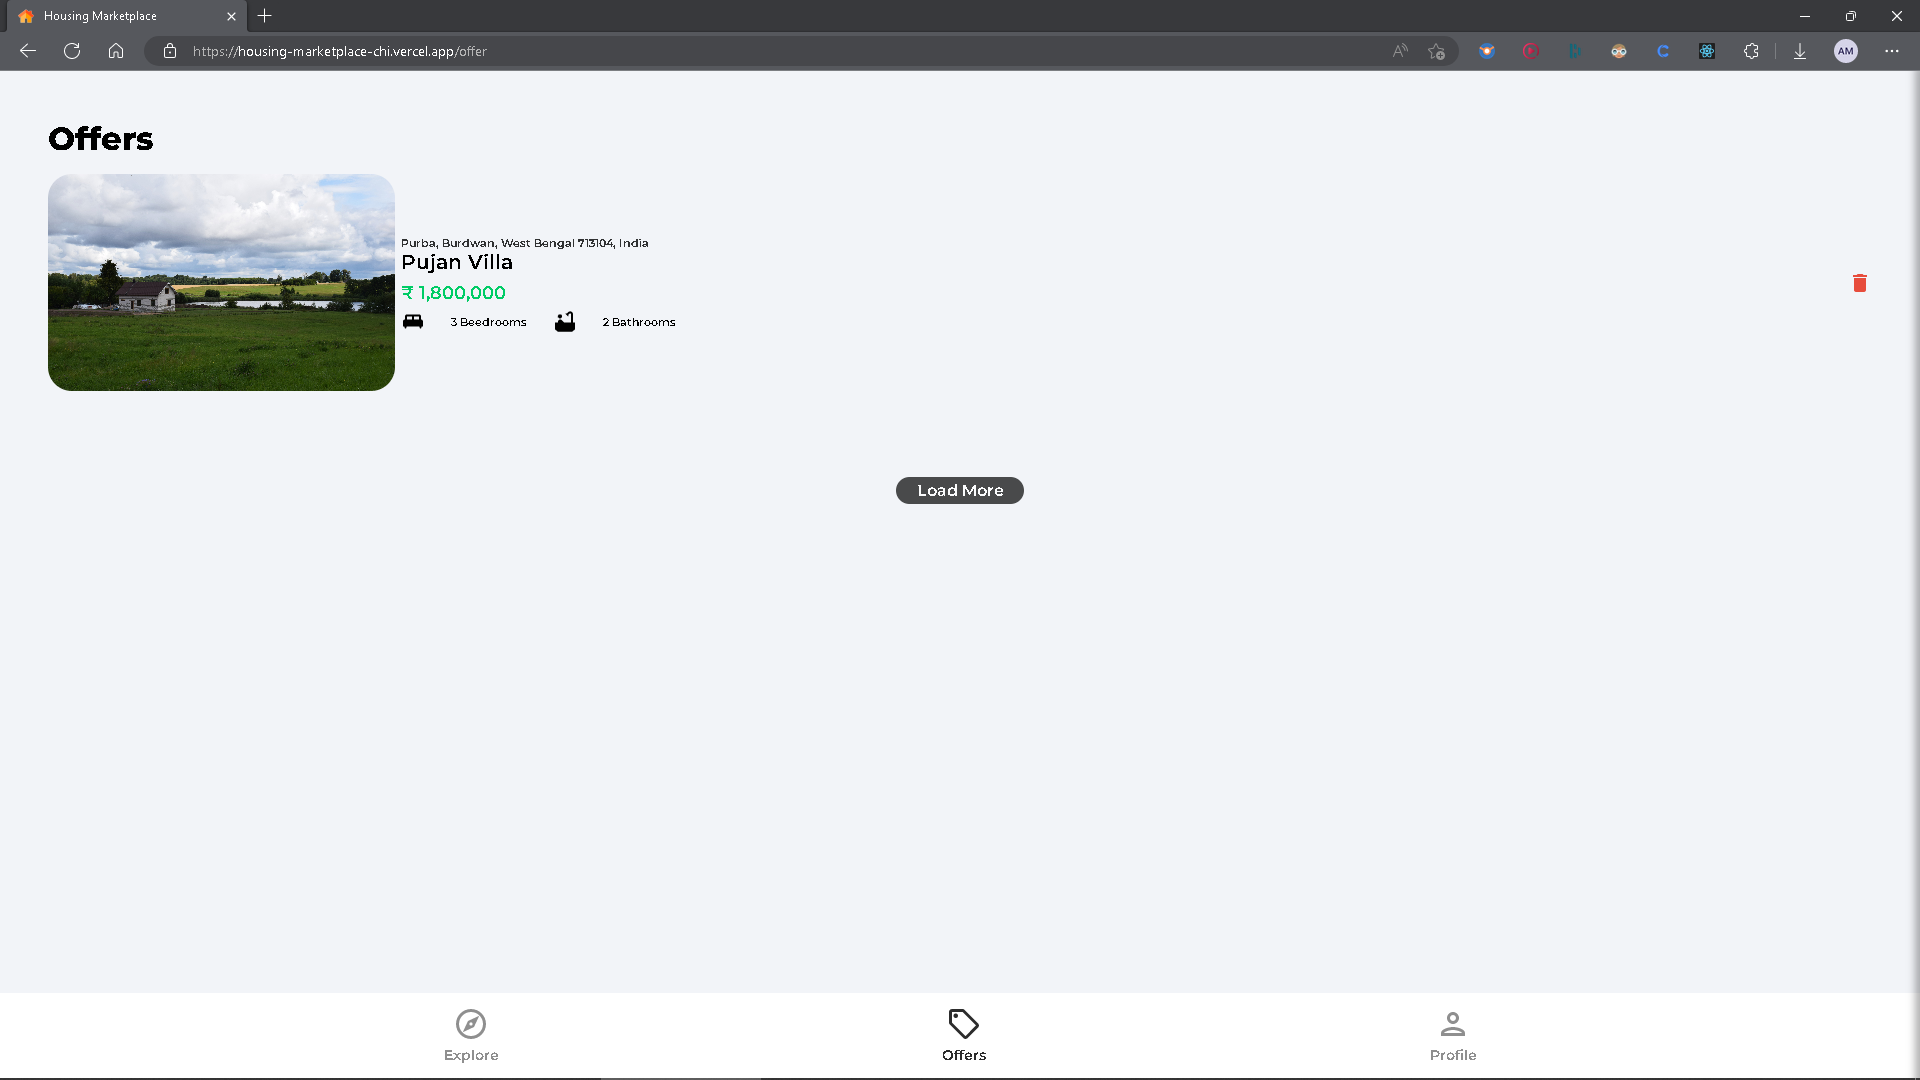 Housing Marketplace
https://housing-marketplace-chi.vercel.app/offer
AM
Offers
Purba, Burdwan, West Bengal 713104, India
Pujan Villa
₹ 1,800,000
3 Beedrooms 2 Bathrooms
Load More
Explore Offers Profile